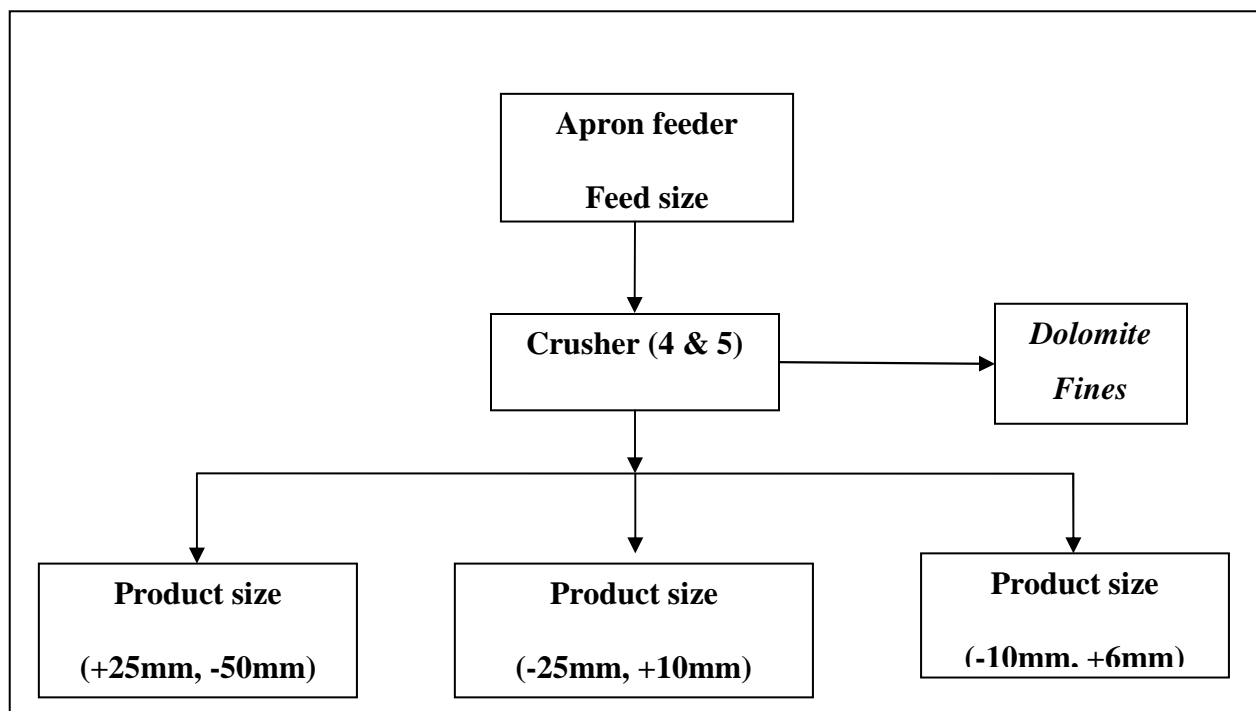 Apron feeder
Feed size
Crusher (4 & 5)
Dolomite
Fines
Product size
(+25mm, -50mm)
Product size
(-25mm, +10mm)
Product size
(-10mm, +6mm)